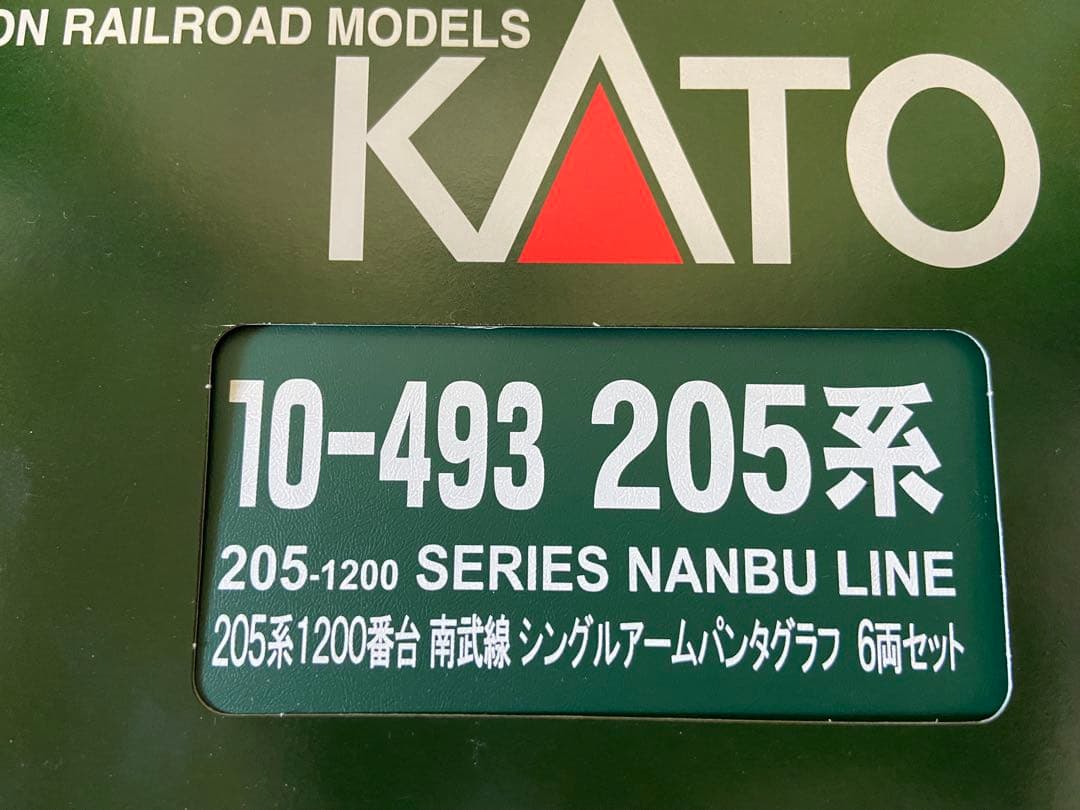 ON RAILROAD MODELS
KATO
10-493 205系
205-1200 SERIES NANBU LINE
205系1200番台 南武線 シングルアームパンタグラフ 6両セット